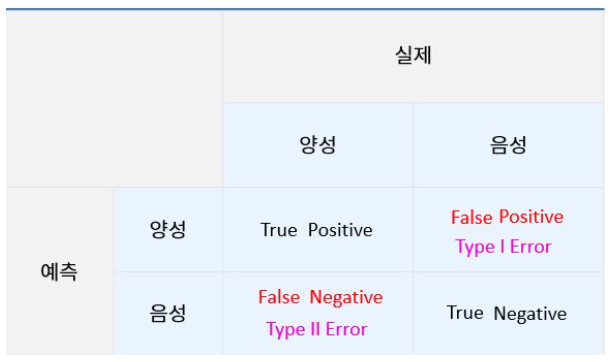 실제
양성 음성
예측 양성 True Positive False Positive
Type I Error
음성 False Negative
Type II Error True Negative